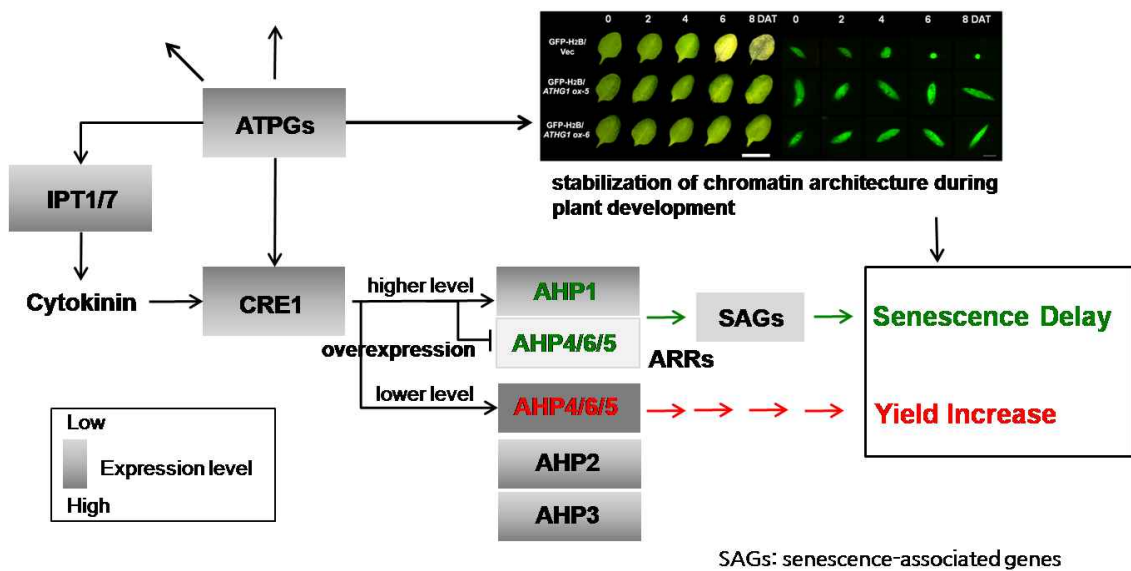 0 2 4 6 8 DAT 0 2 4 6 8 DAT
GFP-H2B/
Vec
GFP-H2B/
ATHG1 ox-5
GFP-H2B/
ATHG1 ox-6
ATPGs
stabilization of chromatin architecture during
plant development
IPT1/7
Cytokinin
CRE1
higher level
AHP1
overexpression
AHP4/6/5
ARRs
SAGs
Senescence Delay
lower level
AHP4/6/5
Yield Increase
AHP2
AHP3
Low
Expression level
High
SAGs: senescence-associated genes